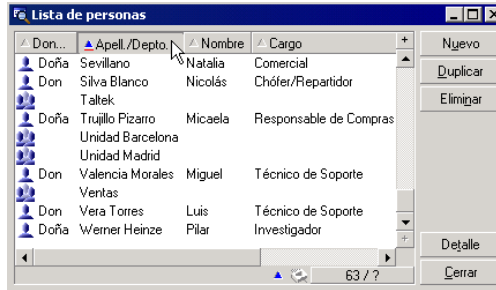 Lista de personas
Don... Apell./Depto. Nombre Cargo +
Doña Sevillano Natalia Comercial
Don Silva Blanco Nicolás Chófer/Repartidor
Taltek
Doña Trujillo Pizarro Micaela Responsable de Compras
Unidad Barcelona
Unidad Madrid
Don Valencia Morales Miguel Técnico de Soporte
Ventas
Don Vera Torres Luis Técnico de Soporte
Doña Werner Heinze Pilar Investigador
+
63 / ?
Nuevo
Duplicar
Eliminar
Detalle
Cerrar